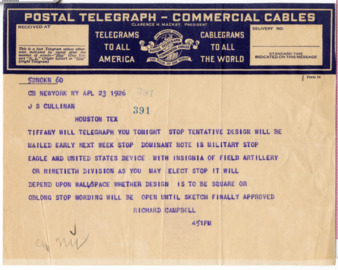 POSTAL TELEGRAPH - COMMERCIAL CABLES
CLARENCE H. MACKAY, PRESIDENT
RECEIVED AT
DELIVERY NO.
TELEGRAMS TO ALL AMERICA
CABLEGRAMS TO ALL THE WORLD
STANDARD TIME INDICATED ON THIS MESSAGE
52NCKN 60
CB NEWYORK NY APL 23 1926
J S CULLINAN
391
HOUSTON TEX
TIFFANY WILL TELEGRAPH YOU TONIGHT STOP TENTATIVE DESIGN WILL BE
MAILED EARLY NEXT WEEK STOP DOMINANT NOTE IS MILITARY STOP
EAGLE AND UNITED STATES DEVICE WITH INSIGNIA OF FIELD ARTILLERY
OR NINETIETH DIVISION AS YOU MAY ELECT STOP IT WILL
DEPEND UPON WALLSPACE WHETHER DESIGN IS TO BE SQUARE OR
OBLONG STOP WORDING WILL BE OPEN UNTIL SKETCH FINALLY APPROVED
RICHARD CAMPBELL
451PM